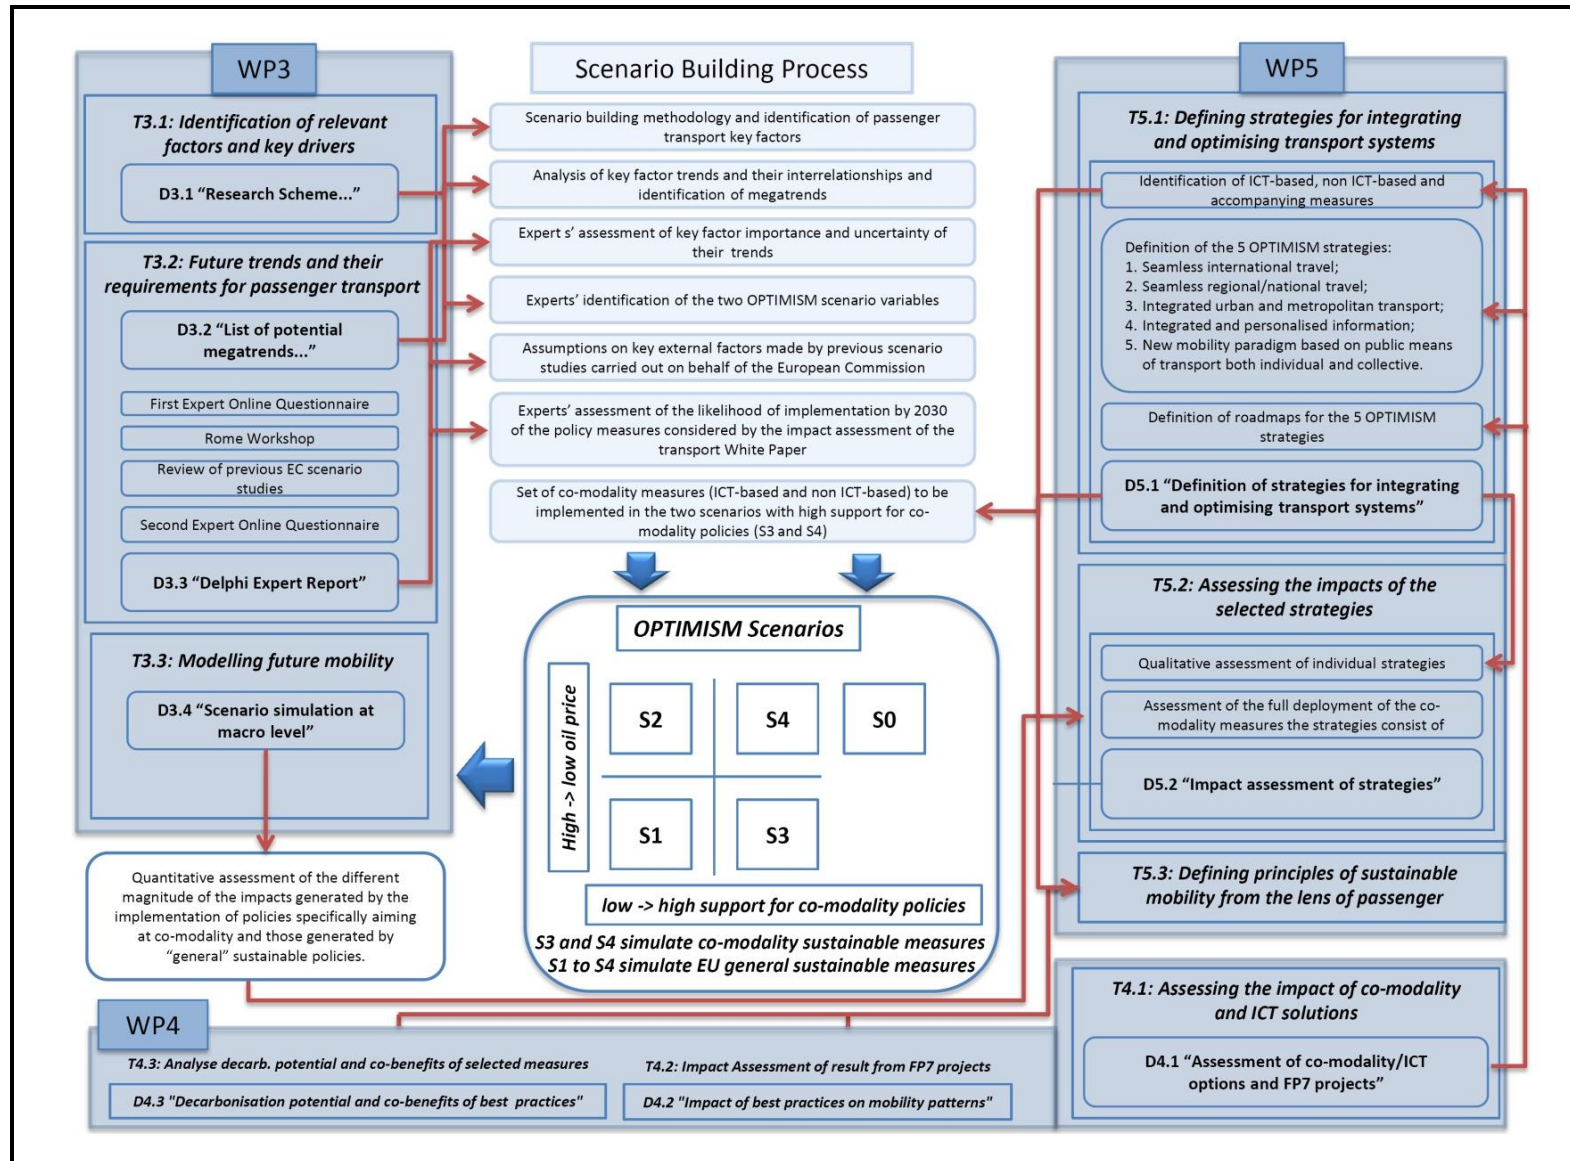 WP3
T3.1: Identification of relevant
factors and key drivers
D3.1 “Research Scheme...”
T3.2: Future trends and their
requirements for passenger transport
D3.2 “List of potential
megatrends...”
First Expert Online Questionnaire
Rome Workshop
Review of previous EC scenario
studies
Second Expert Online Questionnaire
D3.3 “Delphi Expert Report”
T3.3: Modelling future mobility
D3.4 “Scenario simulation at
macro level”
Quantitative assessment of the different
magnitude of the impacts generated by the
implementation of policies specifically aiming
at co-modality and those generated by
“general” sustainable policies.
Scenario Building Process
Scenario building methodology and identification of passenger
transport key factors
Analysis of key factor trends and their interrelationships and
identification of megatrends
Expert s’ assessment of key factor importance and uncertainty of
their trends
Experts’ identification of the two OPTIMISM scenario variables
Assumptions on key external factors made by previous scenario
studies carried out on behalf of the European Commission
Experts’ assessment of the likelihood of implementation by 2030
of the policy measures considered by the impact assessment of the
transport White Paper
Set of co-modality measures (ICT-based and non ICT-based) to be
implemented in the two scenarios with high support for co-
modality policies (S3 and S4)
OPTIMISM Scenarios
High -> low oil price
S2
S4
S0
S1
S3
low -> high support for co-modality policies
S3 and S4 simulate co-modality sustainable measures
S1 to S4 simulate EU general sustainable measures
WP5
T5.1: Defining strategies for integrating
and optimising transport systems
Identification of ICT-based, non ICT-based and
accompanying measures
Definition of the 5 OPTIMISM strategies:
1. Seamless international travel;
2. Seamless regional/national travel;
3. Integrated urban and metropolitan transport;
4. Integrated and personalised information;
5. New mobility paradigm based on public means
of transport both individual and collective.
Definition of roadmaps for the 5 OPTIMISM
strategies
D5.1 “Definition of strategies for integrating
and optimising transport systems”
T5.2: Assessing the impacts of the
selected strategies
Qualitative assessment of individual strategies
Assessment of the full deployment of the co-
modality measures the strategies consist of
D5.2 “Impact assessment of strategies”
T5.3: Defining principles of sustainable
mobility from the lens of passenger
WP4
T4.3: Analyse decarb. potential and co-benefits of selected measures
D4.3 "Decarbonisation potential and co-benefits of best practices"
T4.2: Impact Assessment of result from FP7 projects
D4.2 "Impact of best practices on mobility patterns"
T4.1: Assessing the impact of co-modality
and ICT solutions
D4.1 “Assessment of co-modality/ICT
options and FP7 projects”